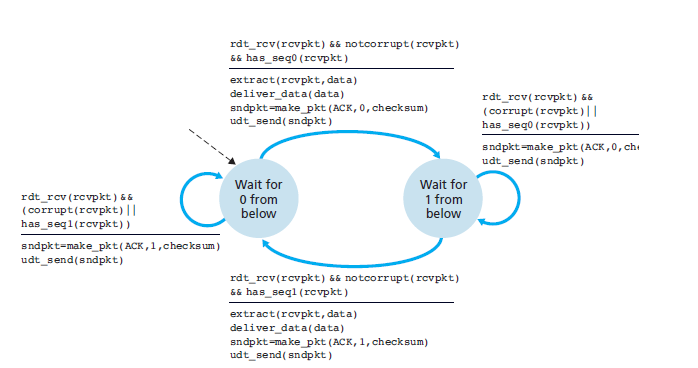 rdt_rcv(rcvpkt) && notcorrupt(rcvpkt)
&& has_seq0(rcvpkt)
extract(rcvpkt,data)
deliver_data(data)
sndpkt=make_pkt(ACK,0,checksum)
udt_send(sndpkt)
rdt_rcv(rcvpkt) &&
(corrupt(rcvpkt)||
has_seq0(rcvpkt))
sndpkt=make_pkt(ACK,0,che
udt_send(sndpkt)
Wait for
0 from
below
Wait for
1 from
below
rdt_rcv(rcvpkt) &&
(corrupt(rcvpkt)||
has_seq1(rcvpkt))
sndpkt=make_pkt(ACK,1,checksum)
udt_send(sndpkt)
rdt_rcv(rcvpkt) && notcorrupt(rcvpkt)
&& has_seq1(rcvpkt)
extract(rcvpkt,data)
deliver_data(data)
sndpkt=make_pkt(ACK,1,checksum)
udt_send(sndpkt)